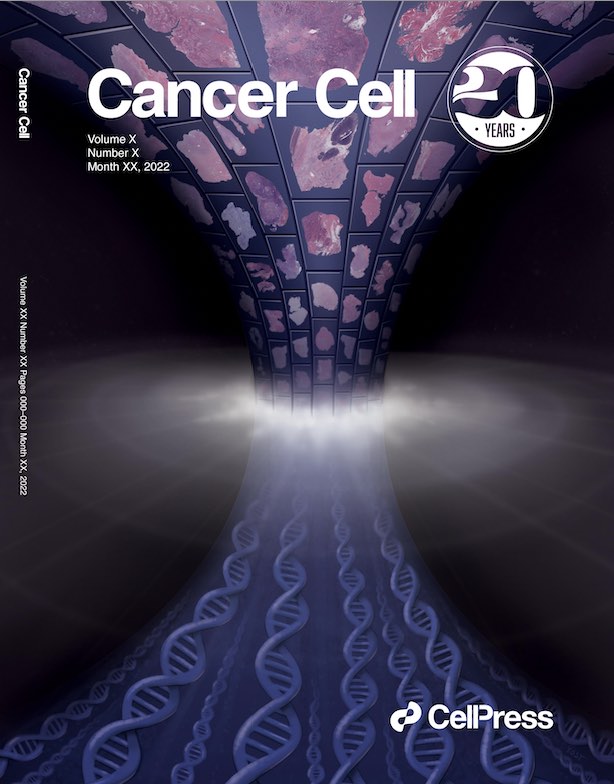 Cancer Cell
Volume X
Number X
Month XX, 2022
20
YEARS
Cancer Cell
Volume XX Number XX Pages 000–000 Month XX, 2022
CellPress